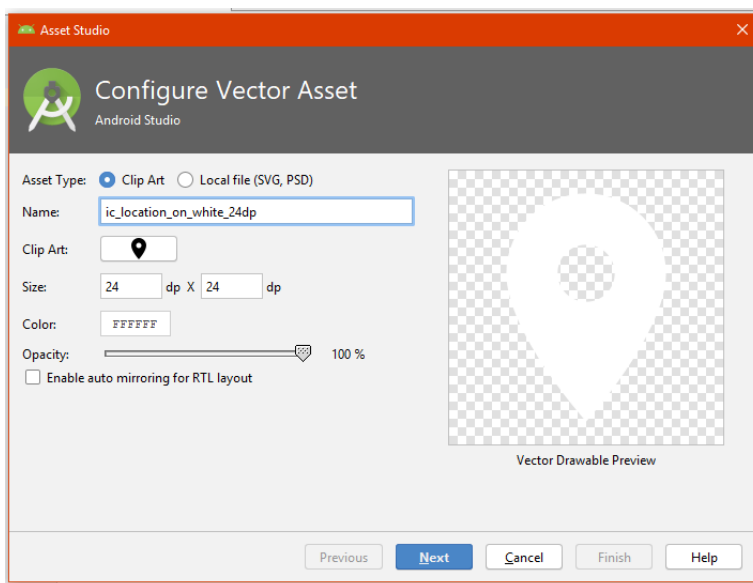 Asset Studio
Configure Vector Asset
Android Studio
Asset Type: Clip Art Local file (SVG, PSD)
Name: ic_location_on_white_24dp
Clip Art:
Size: 24 dp X 24 dp
Color: FFFFFF
Opacity: 100 %
Enable auto mirroring for RTL layout
Vector Drawable Preview
Previous Next Cancel Finish Help